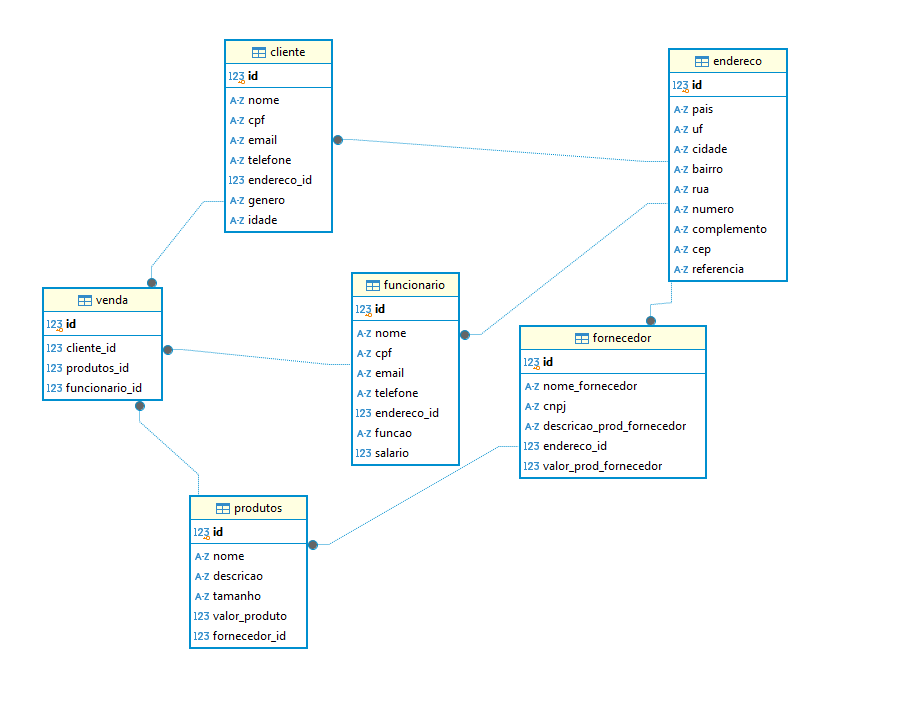 cliente
123 id
A-Z nome
A-Z cpf
A-Z email
A-Z telefone
123 endereco_id
A-Z genero
A-Z idade
endereco
123 id
A-Z pais
A-Z uf
A-Z cidade
A-Z bairro
A-Z rua
A-Z numero
A-Z complemento
A-Z cep
A-Z referencia
venda
123 id
123 cliente_id
123 produtos_id
123 funcionario_id
funcionario
123 id
A-Z nome
A-Z cpf
A-Z email
A-Z telefone
123 endereco_id
A-Z funcao
123 salario
fornecedor
123 id
A-Z nome_fornecedor
A-Z cnpj
A-Z descricao_prod_fornecedor
123 endereco_id
123 valor_prod_fornecedor
produtos
123 id
A-Z nome
A-Z descricao
A-Z tamanho
123 valor_produto
123 fornecedor_id